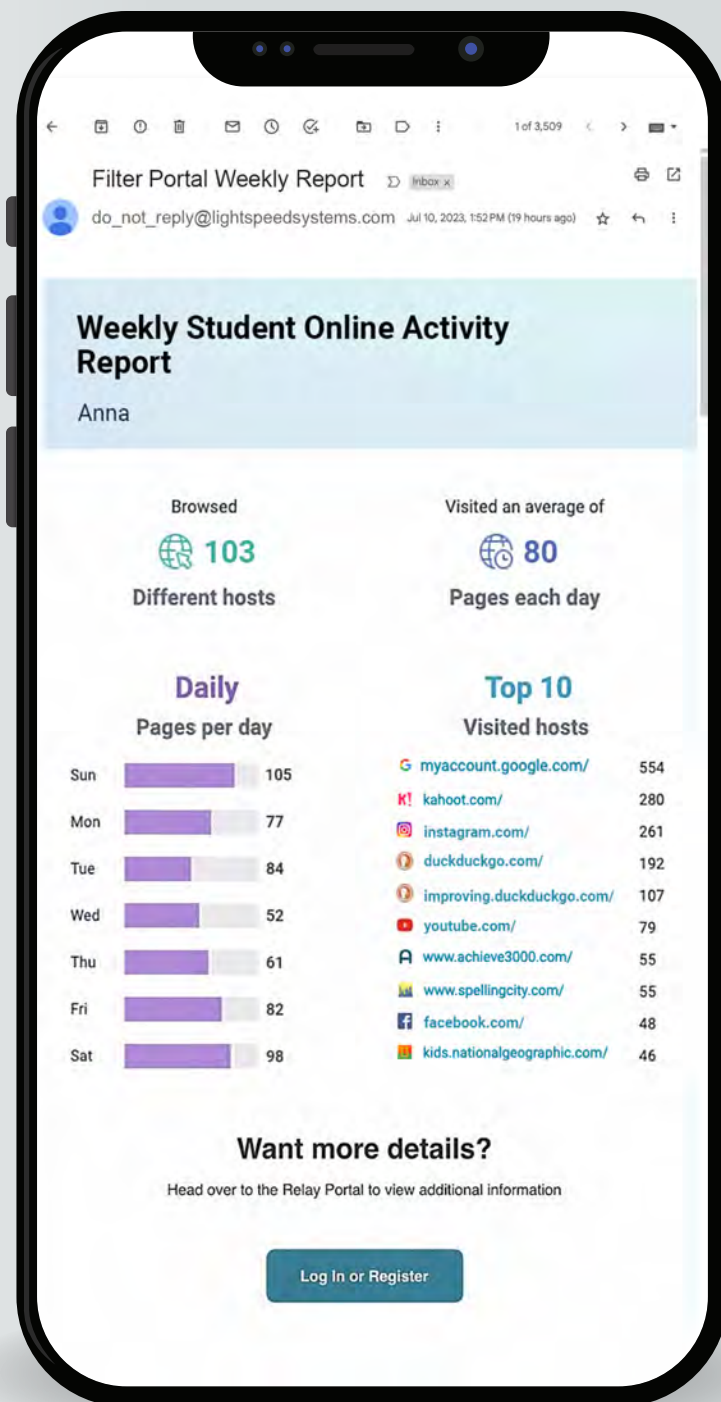 1 of 3,509
Filter Portal Weekly Report
Inbox x
do_not_reply@lightspeedsystems.com Jul 10, 2023, 1:52 PM (19 hours ago)
Weekly Student Online Activity
Report
Anna
Browsed
103
Different hosts
Visited an average of
80
Pages each day
Daily
Pages per day
Sun 105
Mon 77
Tue 84
Wed 52
Thu 61
Fri 82
Sat 98
Top 10
Visited hosts
G myaccount.google.com/ 554
K! kahoot.com/ 280
instagram.com/ 261
duckduckgo.com/ 192
improving.duckduckgo.com/ 107
youtube.com/ 79
www.achieve3000.com/ 55
www.spellingcity.com/ 55
f facebook.com/ 48
kids.nationalgeographic.com/ 46
Want more details?
Head over to the Relay Portal to view additional information
Log In or Register